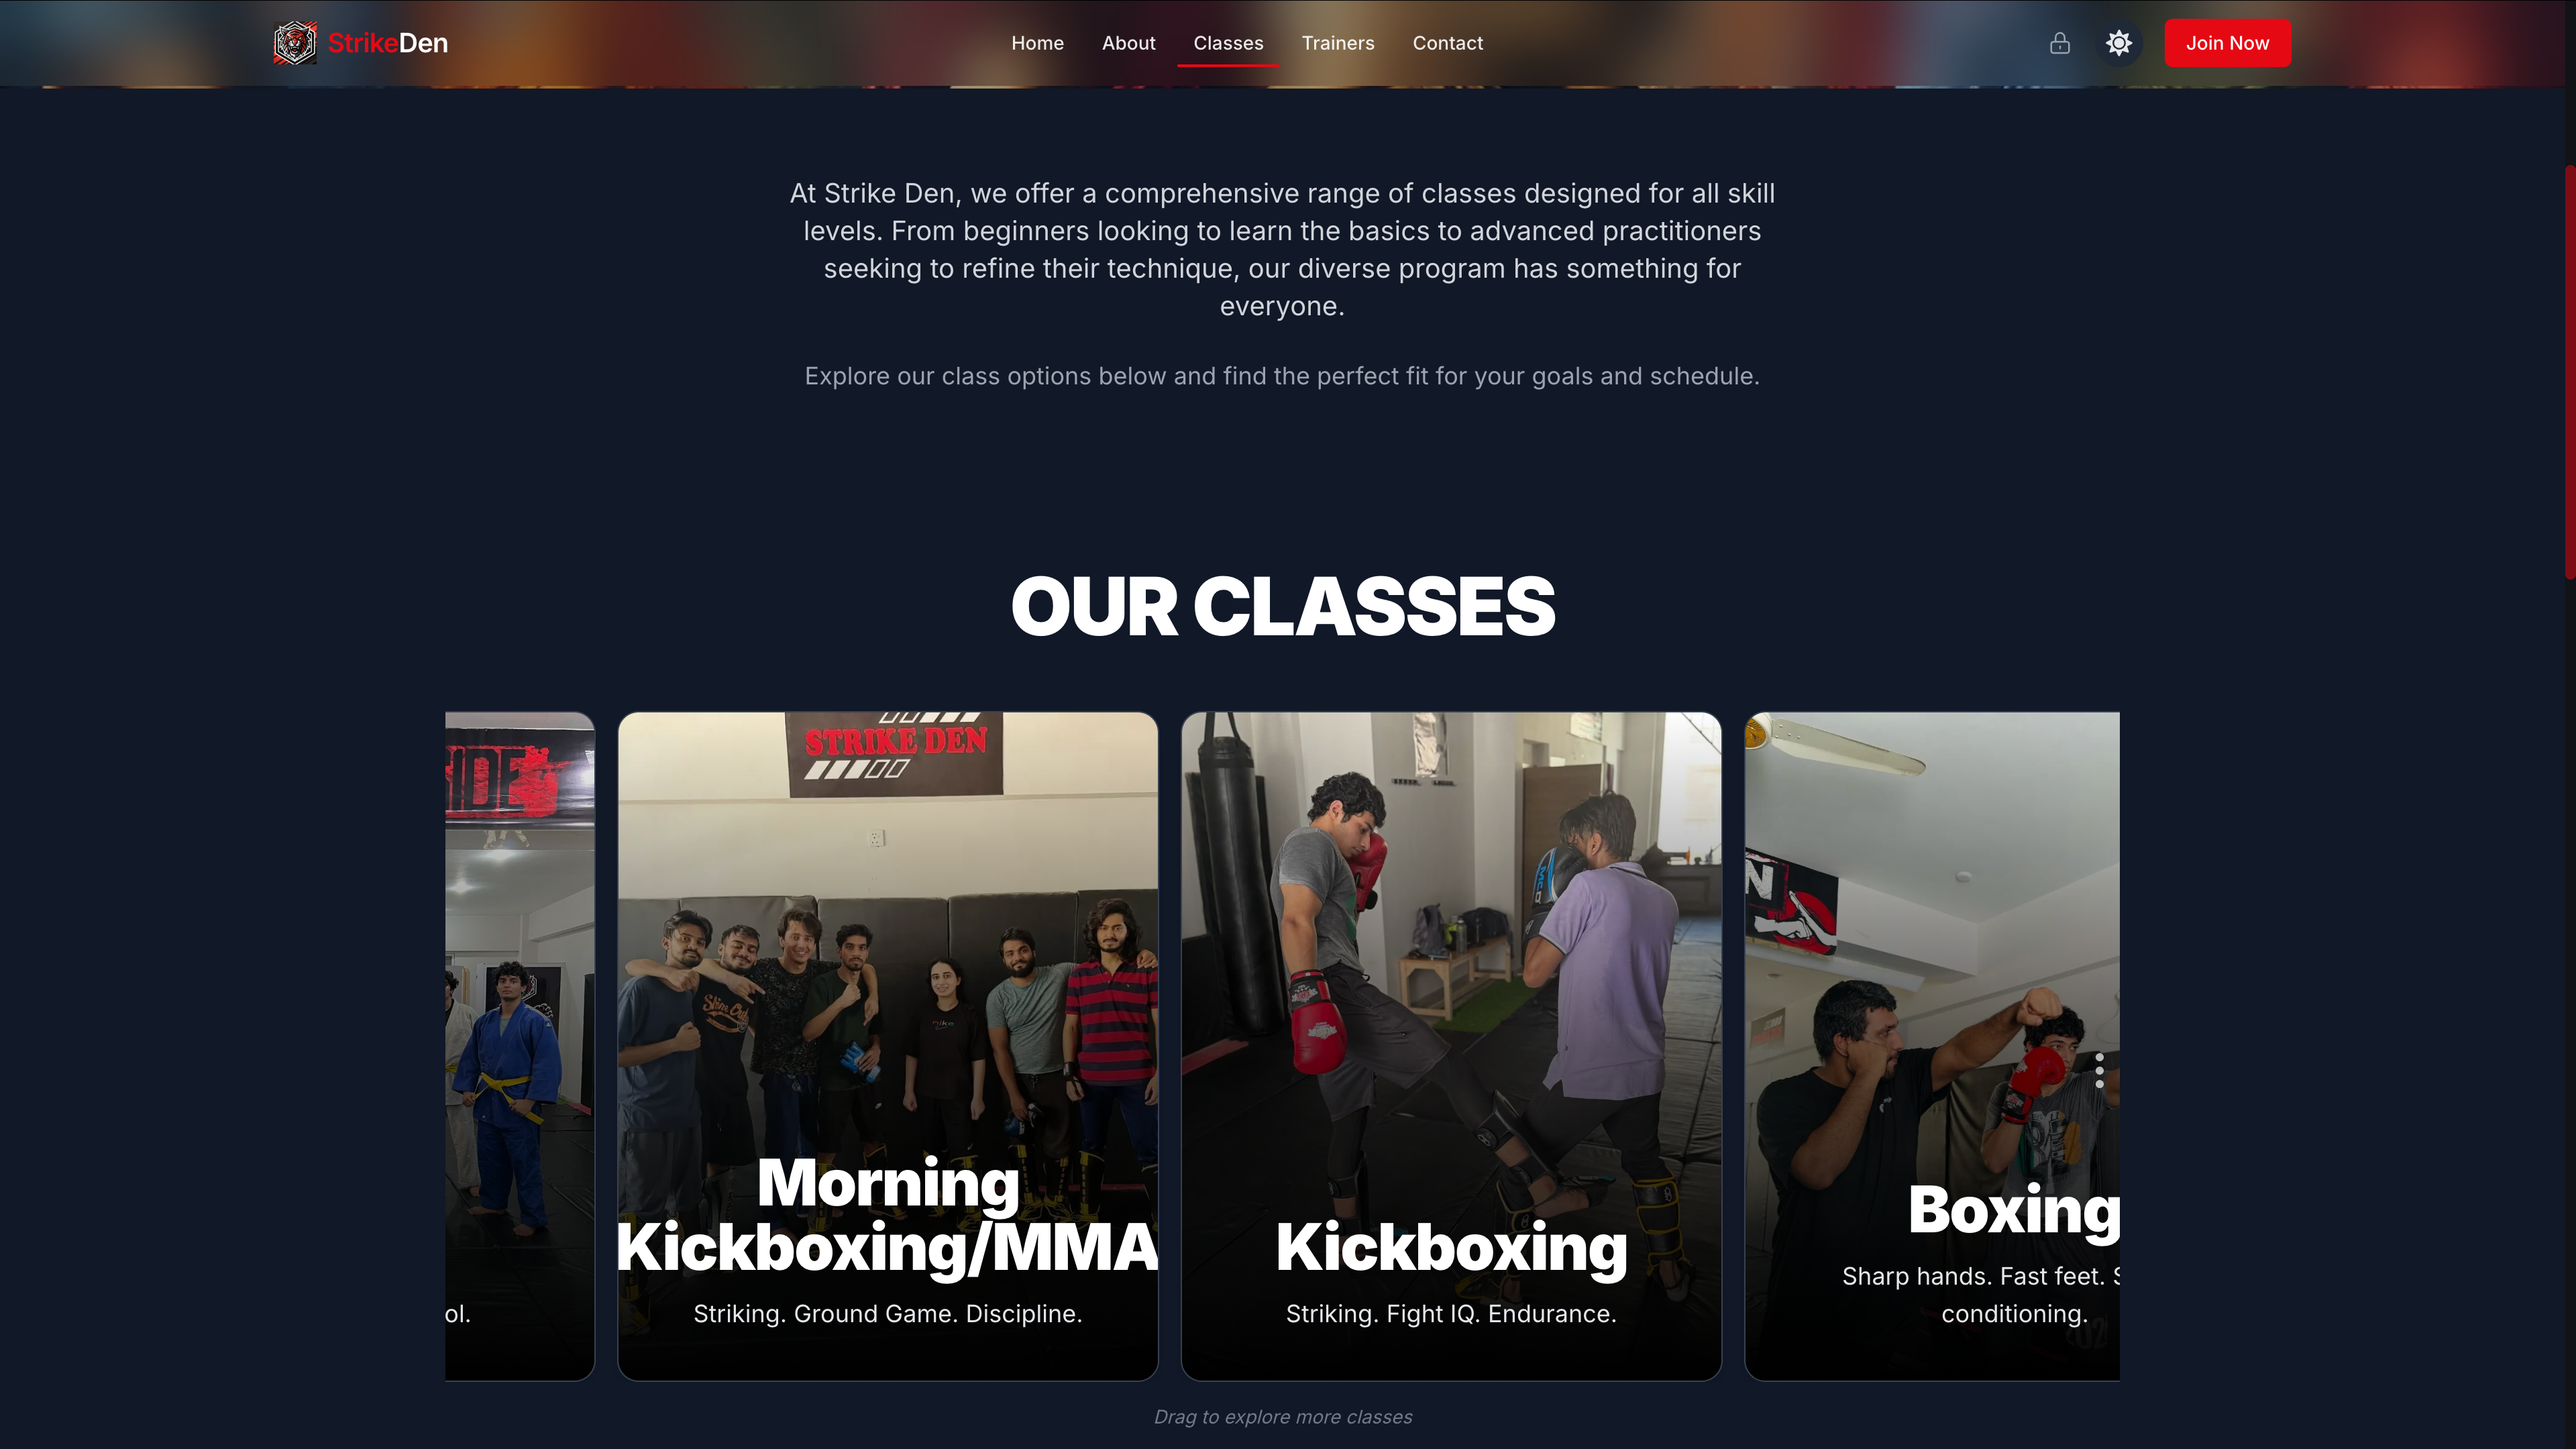 StrikeDen
Home
About
Classes
Trainers
Contact
Join Now
At Strike Den, we offer a comprehensive range of classes designed for all skill
levels. From beginners looking to learn the basics to advanced practitioners
seeking to refine their technique, our diverse program has something for
everyone.
Explore our class options below and find the perfect fit for your goals and schedule.
OUR CLASSES
STRIKE DEN
Morning
Kickboxing/MMA
Striking. Ground Game. Discipline.
Kickboxing
Striking. Fight IQ. Endurance.
Boxing
Sharp hands. Fast feet. S
conditioning.
ol.
Drag to explore more classes